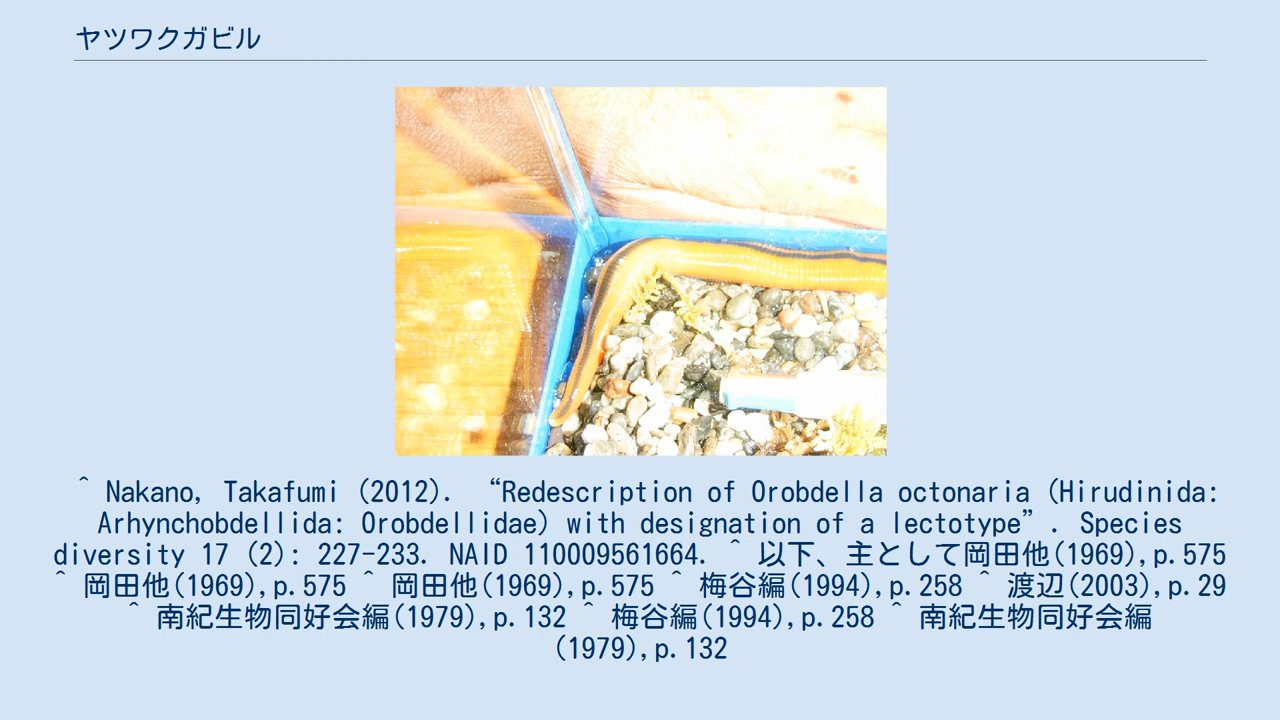 ヤツワクガビル
^ Nakano, Takafumi (2012). “Redescription of Orobdella octonaria (Hirudinida:
Arhynchobdellida: Orobdellidae) with designation of a lectotype”. Species
diversity 17 (2): 227-233. NAID 110009561664. ^ 以下、主として岡田他(1969),p.575
^ 岡田他(1969),p.575 ^ 岡田他(1969),p.575 ^ 梅谷編(1994),p.258 ^ 渡辺(2003),p.29
^ 南紀生物同好会編(1979),p.132 ^ 梅谷編(1994),p.258 ^ 南紀生物同好会編
(1979),p.132